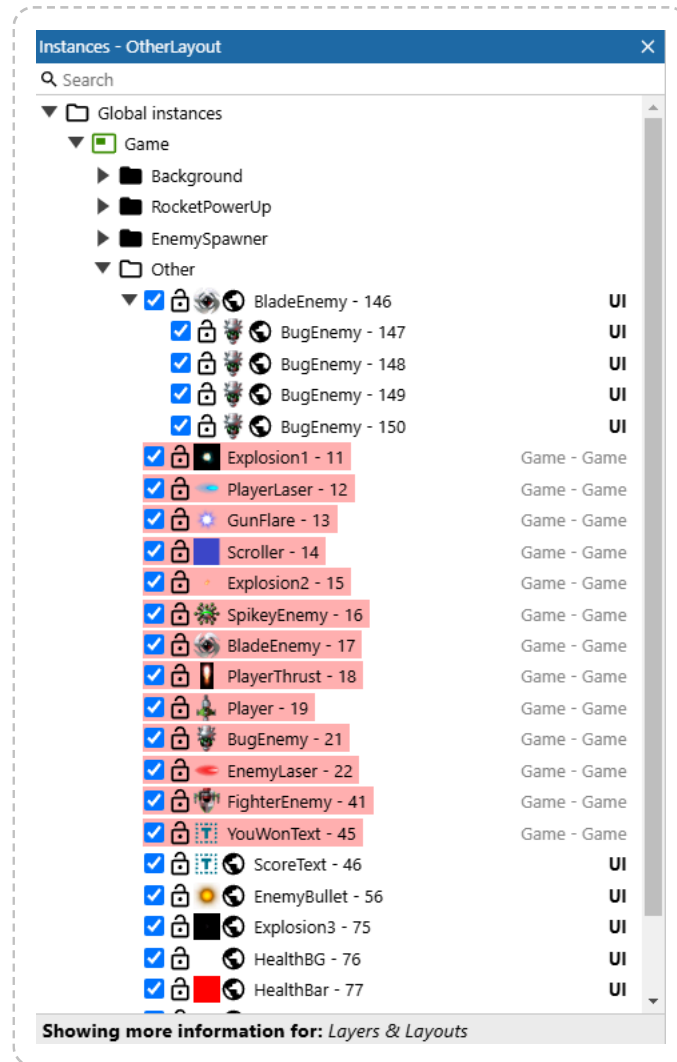 Instances - OtherLayout
Search
Global instances
Game
Background
RocketPowerUp
EnemySpawner
Other
BladeEnemy - 146 UI
BugEnemy - 147 UI
BugEnemy - 148 UI
BugEnemy - 149 UI
BugEnemy - 150 UI
Explosion1 - 11 Game - Game
PlayerLaser - 12 Game - Game
GunFlare - 13 Game - Game
Scroller - 14 Game - Game
Explosion2 - 15 Game - Game
SpikeyEnemy - 16 Game - Game
BladeEnemy - 17 Game - Game
PlayerThrust - 18 Game - Game
Player - 19 Game - Game
BugEnemy - 21 Game - Game
EnemyLaser - 22 Game - Game
FighterEnemy - 41 Game - Game
T YouWonText - 45 Game - Game
T ScoreText - 46 UI
EnemyBullet - 56 UI
Explosion3 - 75 UI
HealthBG - 76 UI
HealthBar - 77 UI
Showing more information for: Layers & Layouts